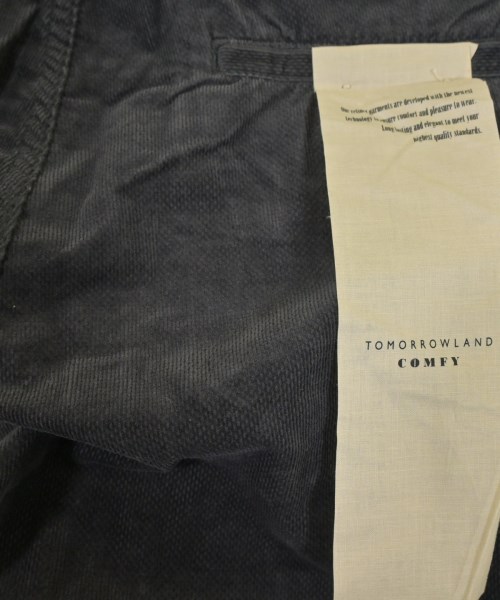 garments are developed with the newest
technology comfort and pleasure to wear.
Long lasting and elegant to meet your
highest quality standards.
TOMORROWLAND
COMFY